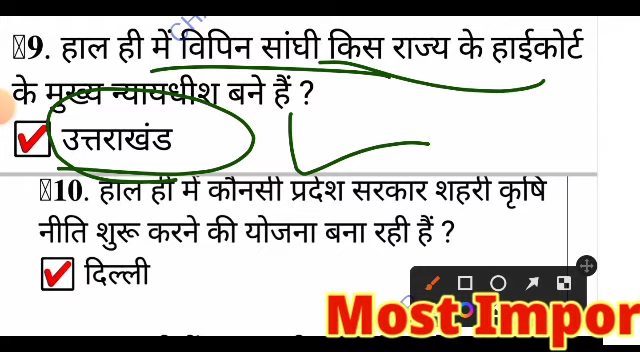 9. हाल ही में विपिन सांघी किस राज्य के हाईकोर्ट
के मुख्य न्यायधीश बने हैं ?
उत्तराखंड
10. हाल ही में कौनसी प्रदेश सरकार शहरी कृषि
नीति शुरू करने की योजना बना रही हैं ?
दिल्ली
Most Impor